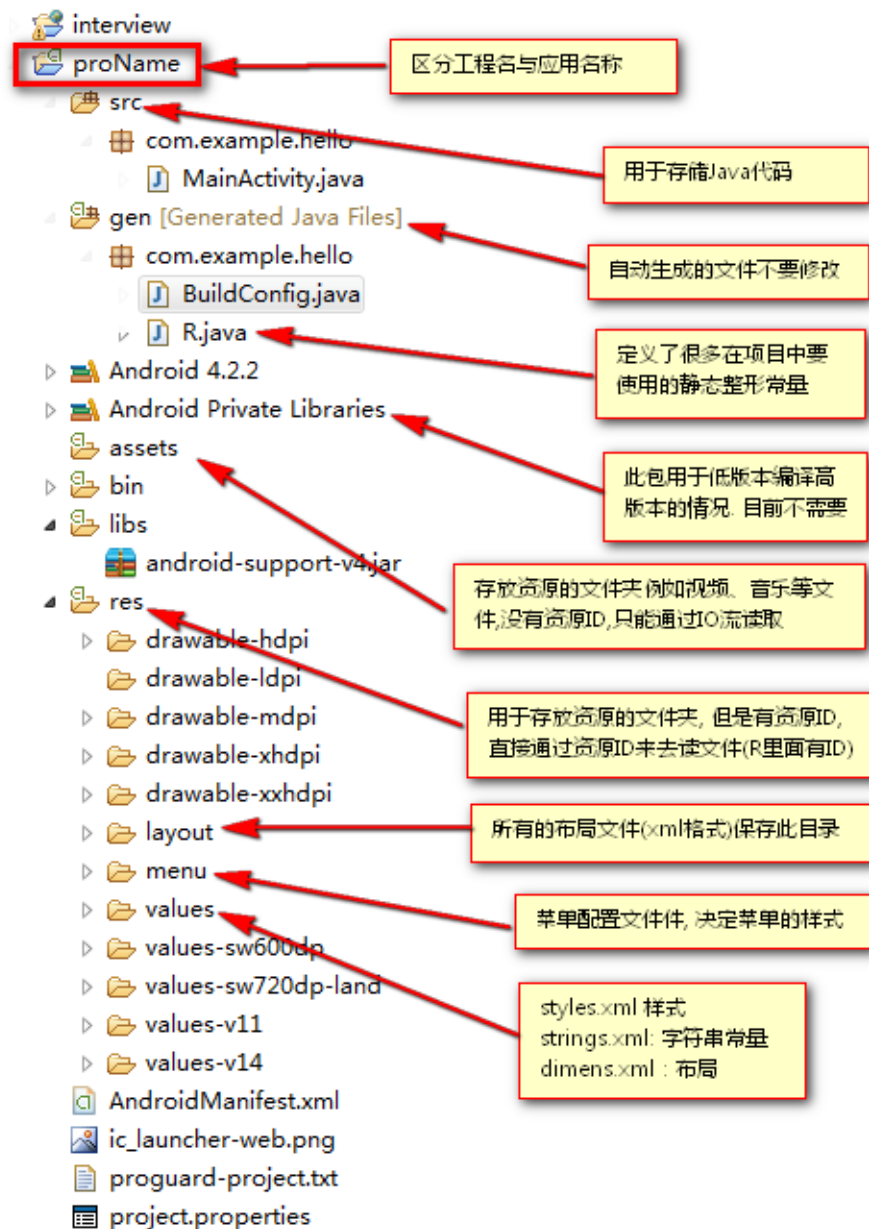 interview
proName
区分工程名与应用名称
src
com.example.hello
用于存储Java代码
MainActivity.java
gen [Generated Java Files]
com.example.hello
自动生成的文件不要修改
BuildConfig.java
R.java
定义了很多在项目中要
使用的静态整形常量
Android 4.2.2
Android Private Libraries
assets
此包用于低版本编译高
版本的情况. 目前不需要
bin
libs
android-support-v4.jar
存放资源的文件夹例如视频、音乐等文
件,没有资源ID,只能通过IO流读取
res
drawable-hdpi
drawable-ldpi
drawable-mdpi
用于存放资源的文件夹, 但是有资源ID,
直接通过资源ID来去读文件(R里面有ID)
drawable-xhdpi
drawable-xxhdpi
layout
所有的布局文件(xml格式)保存此目录
menu
values
菜单配置文件件, 决定菜单的样式
values-sw600dp
values-sw720dp-land
styles.xml 样式
strings.xml: 字符串常量
dimens.xml : 布局
values-v11
values-v14
AndroidManifest.xml
ic_launcher-web.png
proguard-project.txt
project.properties